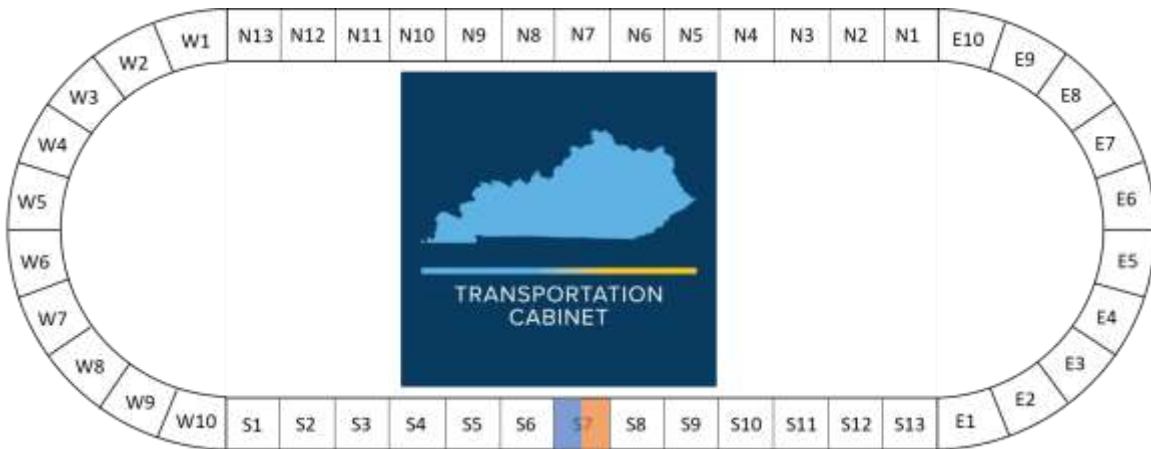 W1 N13 N12 N11 N10 N9 N8 N7 N6 N5 N4 N3 N2 N1 E10
W2 E9
W3 E8
W4 E7
W5 E6
W6 E5
TRANSPORTATION
CABINET
W7 E4
W8 E3
W9 E2
W10 S1 S2 S3 S4 S5 S6 S7 S8 S9 S10 S11 S12 S13 E1